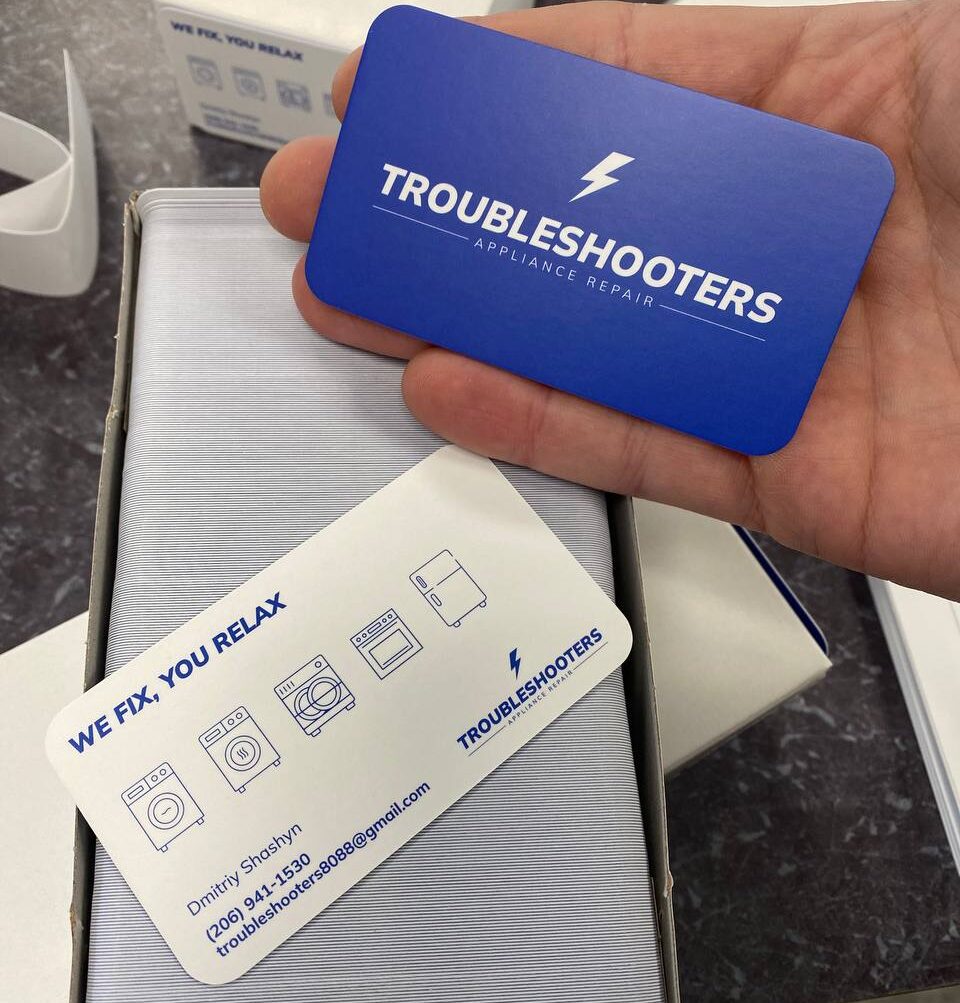 WE FIX, YOU RELAX
TROUBLESHOOTERS
APPLIANCE REPAIR
WE FIX, YOU RELAX
TROUBLESHOOTERS
APPLIANCE REPAIR
Dmitriy Shashyn
(206) 941-1530
troubleshooters8088@gmail.com